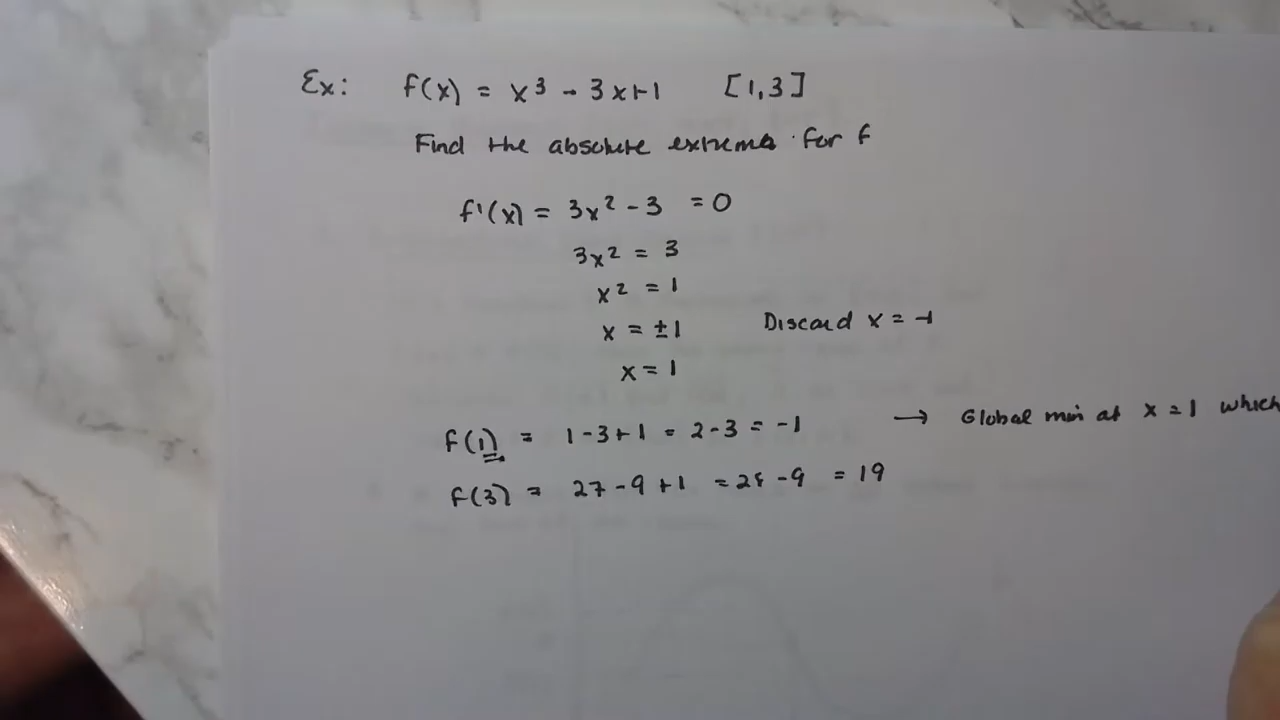 Ex: f(x) = x³ - 3x+1 [1,3]
Find the absolute extrema for f
f'(x) = 3x² - 3 = 0
3x² = 3
x² = 1
x = ±1 Discard x = -1
x = 1
f(1) = 1-3+1 = 2-3 = -1 → Global min at x = 1 which
f(3) = 27-9+1 = 28-9 = 19